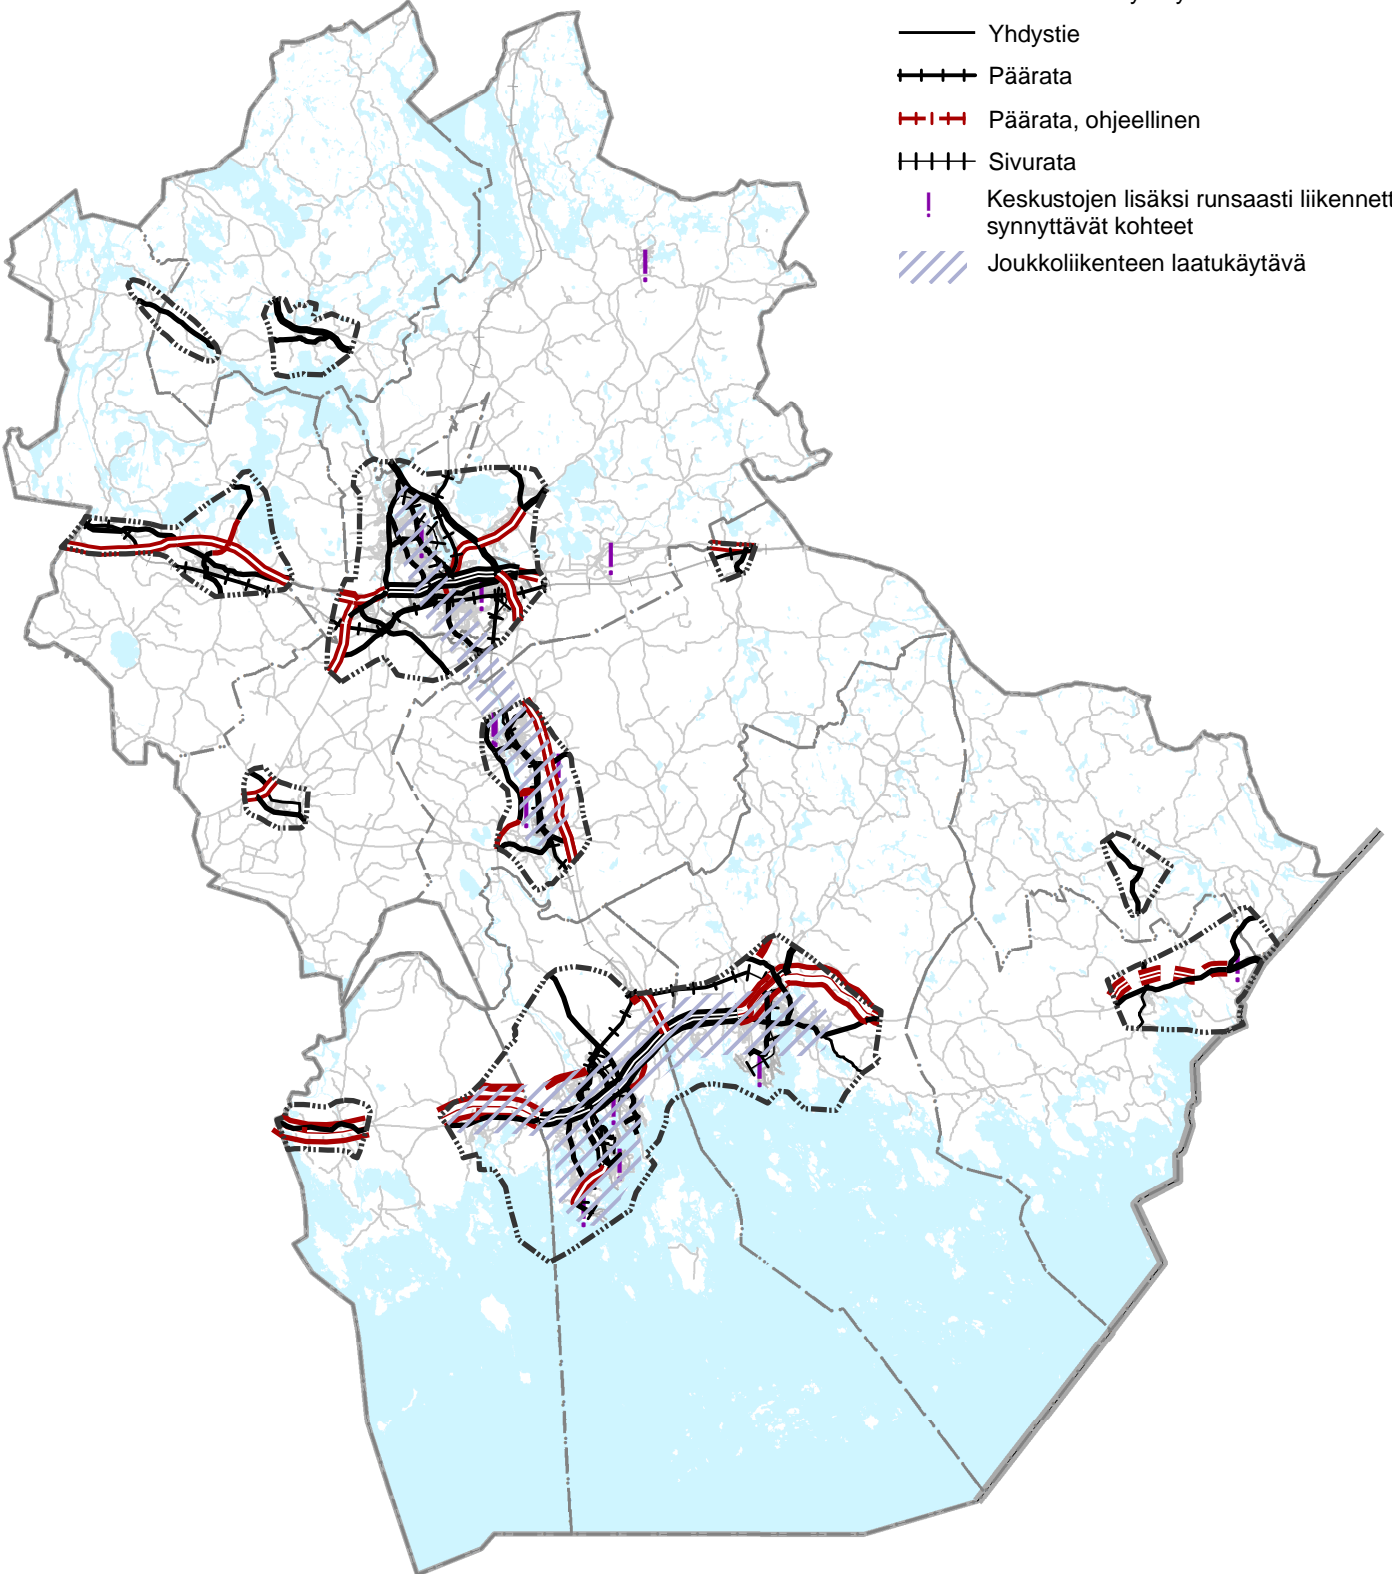 Yhdystie
Päärata
Päärata, ohjeellinen
Sivurata
Keskustojen lisäksi runsaasti liikennett
synnyttävät kohteet
Joukkoliikenteen laatukäytävä